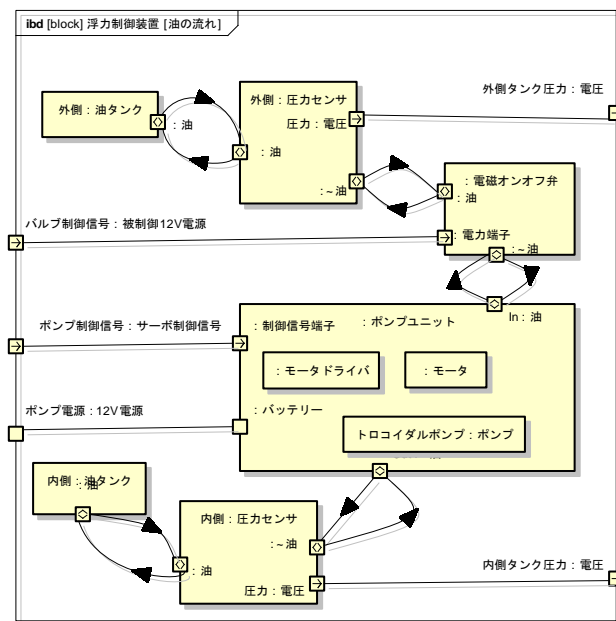 ibd [block] 浮力制御装置 [油の流れ]
外側タンク圧力：電圧
外側：油タンク
外側：圧力センサ
圧力：電圧
：油
：油
：~油
：電磁オンオフ弁
：油
バルブ制御信号：被制御12V電源
：電力端子
：~油
In：油
ポンプ制御信号：サーボ制御信号
：制御信号端子
：ポンプユニット
：モータドライバ
：モータ
ポンプ電源：12V電源
：バッテリー
トロコイダルポンプ：ポンプ
内側：油タンク
：油
内側：圧力センサ
：~油
：油
圧力：電圧
内側タンク圧力：電圧